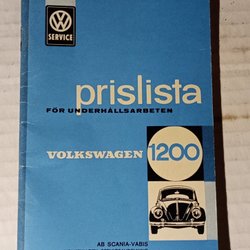 VW
SERVICE
prislista
FÖR UNDERHÅLLSARBETEN
VOLKSWAGEN 1200
AB SCANIA-VABIS